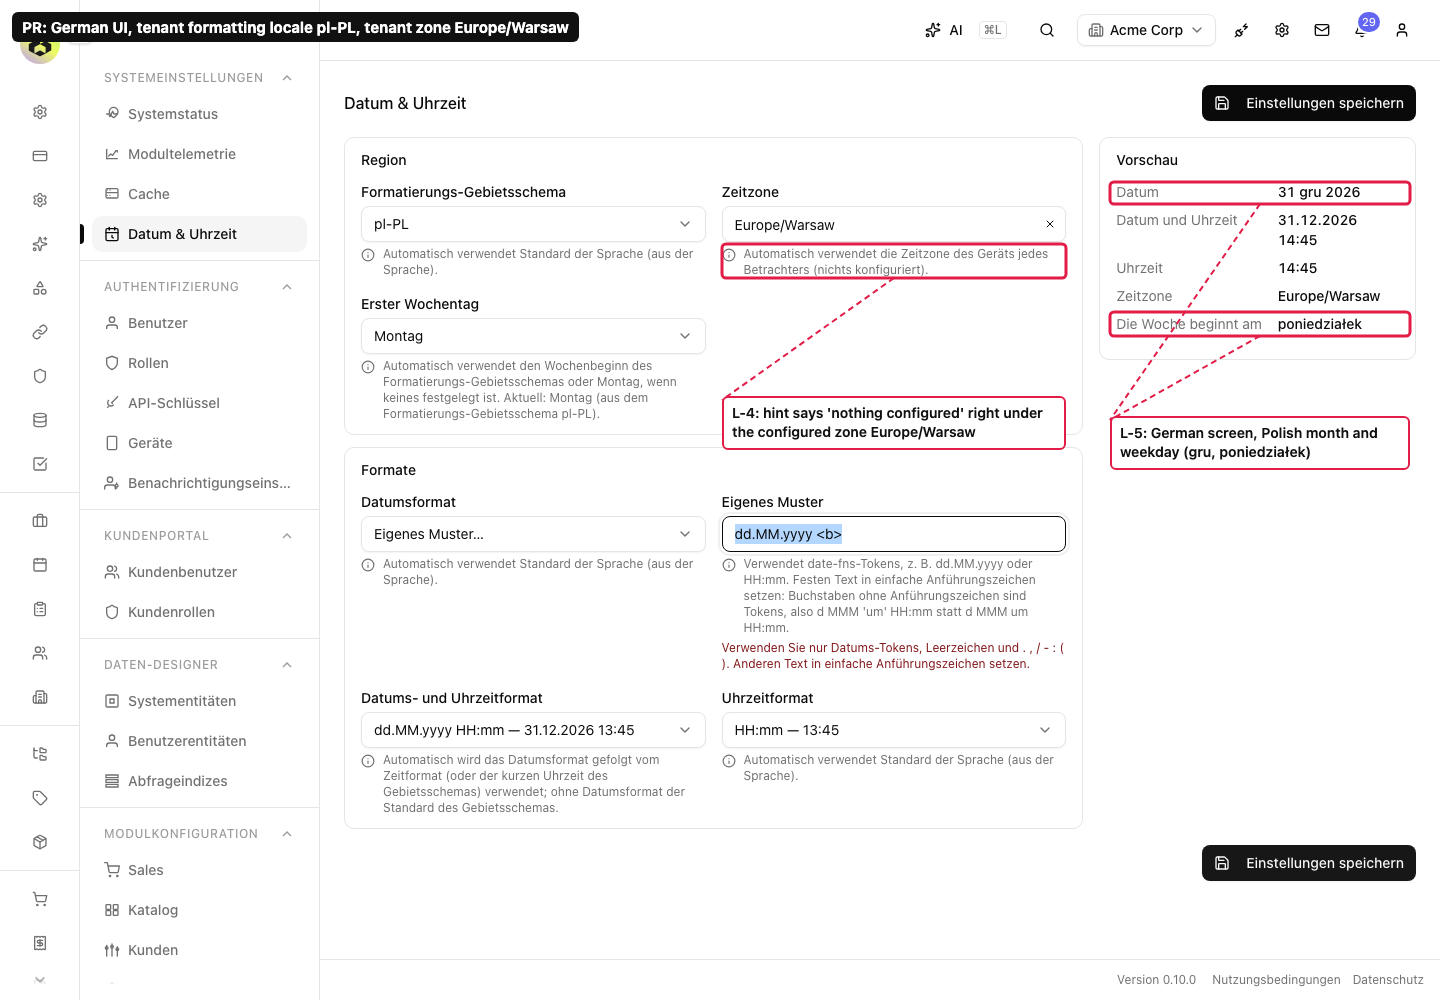 PR: German UI, tenant formatting locale pl-PL, tenant zone Europe/Warsaw
AI
⌘L
Acme Corp
29
SYSTEMEINSTELLUNGEN
Systemstatus
Modultelemetrie
Cache
Datum & Uhrzeit
AUTHENTIFIZIERUNG
Benutzer
Rollen
API-Schlüssel
Geräte
Benachrichtigungseins...
KUNDENPORTAL
Kundenbenutzer
Kundenrollen
DATEN-DESIGNER
Systementitäten
Benutzerentitäten
Abfrageindizes
MODULKONFIGURATION
Sales
Katalog
Kunden
Datum & Uhrzeit
Einstellungen speichern
Region
Formatierungs-Gebietsschema
pl-PL
Automatisch verwendet Standard der Sprache (aus der
Sprache).
Zeitzone
Europe/Warsaw
Automatisch verwendet die Zeitzone des Geräts jedes
Betrachters (nichts konfiguriert).
Erster Wochentag
Montag
Automatisch verwendet den Wochenbeginn des
Formatierungs-Gebietsschemas oder Montag, wenn
keines festgelegt ist. Aktuell: Montag (aus dem
Formatierungs-Gebietsschema pl-PL).
L-4: hint says 'nothing configured' right under
the configured zone Europe/Warsaw
Formate
Datumsformat
Eigenes Muster...
Automatisch verwendet Standard der Sprache (aus der
Sprache).
Eigenes Muster
dd.MM.yyyy <b>
Verwendet date-fns-Tokens, z. B. dd.MM.yyyy oder
HH:mm. Festen Text in einfache Anführungszeichen
setzen: Buchstaben ohne Anführungszeichen sind
Tokens, also d MMM 'um' HH:mm statt d MMM um
HH:mm.
Verwenden Sie nur Datums-Tokens, Leerzeichen und . , / - : (
). Anderen Text in einfache Anführungszeichen setzen.
Datums- und Uhrzeitformat
dd.MM.yyyy HH:mm — 31.12.2026 13:45
Automatisch wird das Datumsformat gefolgt vom
Zeitformat (oder der kurzen Uhrzeit des
Gebietsschemas) verwendet; ohne Datumsformat der
Standard des Gebietsschemas.
Uhrzeitformat
HH:mm — 13:45
Automatisch verwendet Standard der Sprache (aus der
Sprache).
Vorschau
Datum 31 gru 2026
Datum und Uhrzeit 31.12.2026
14:45
Uhrzeit 14:45
Zeitzone Europe/Warsaw
Die Woche beginnt am poniedziałek
L-5: German screen, Polish month and
weekday (gru, poniedziałek)
Einstellungen speichern
Version 0.10.0 Nutzungsbedingungen Datenschutz